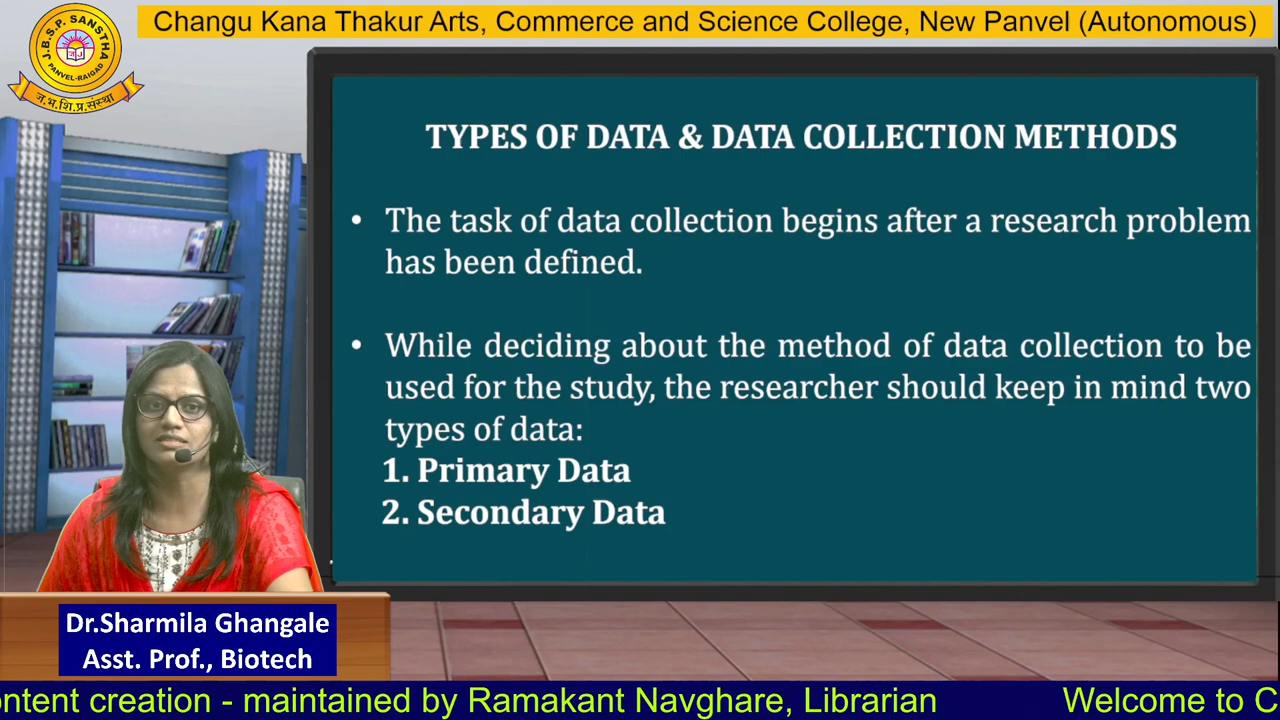 Changu Kana Thakur Arts, Commerce and Science College, New Panvel (Autonomous)
J.B.S.P. SANSTHA
PANVEL-RAIGAD
ज.भ.शि.प्र.संस्था
TYPES OF DATA & DATA COLLECTION METHODS
• The task of data collection begins after a research problem
has been defined.
• While deciding about the method of data collection to be
used for the study, the researcher should keep in mind two
types of data:
1. Primary Data
2. Secondary Data
Dr.Sharmila Ghangale
Asst. Prof., Biotech
ontent creation - maintained by Ramakant Navghare, Librarian
Welcome to C